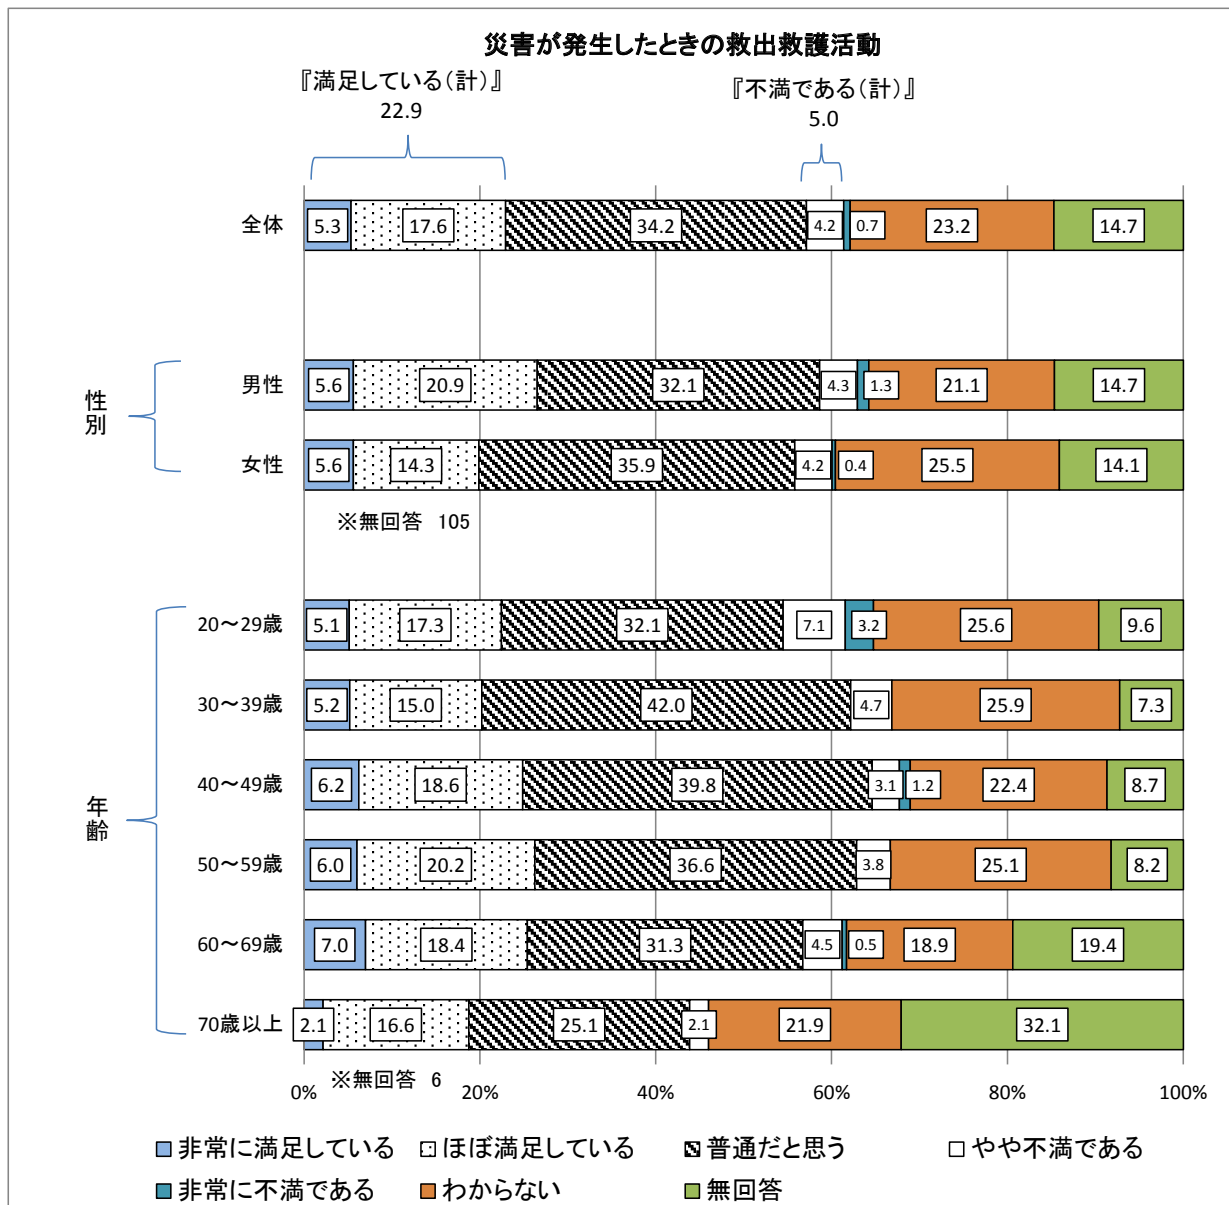 災害が発生したときの救出救護活動
『満足している(計)』
22.9
『不満である(計)』
5.0
全体 5.3 17.6 34.2 4.2 0.7 23.2 14.7
性別
男性 5.6 20.9 32.1 4.3 1.3 21.1 14.7
女性 5.6 14.3 35.9 4.2 0.4 25.5 14.1
※無回答 105
年齢
20～29歳 5.1 17.3 32.1 7.1 3.2 25.6 9.6
30～39歳 5.2 15.0 42.0 4.7 25.9 7.3
40～49歳 6.2 18.6 39.8 3.1 1.2 22.4 8.7
50～59歳 6.0 20.2 36.6 3.8 25.1 8.2
60～69歳 7.0 18.4 31.3 4.5 0.5 18.9 19.4
70歳以上 2.1 16.6 25.1 2.1 21.9 32.1
※無回答 6
0% 20% 40% 60% 80% 100%
非常に満足している ほぼ満足している 普通だと思う やや不満である
非常に不満である わからない 無回答